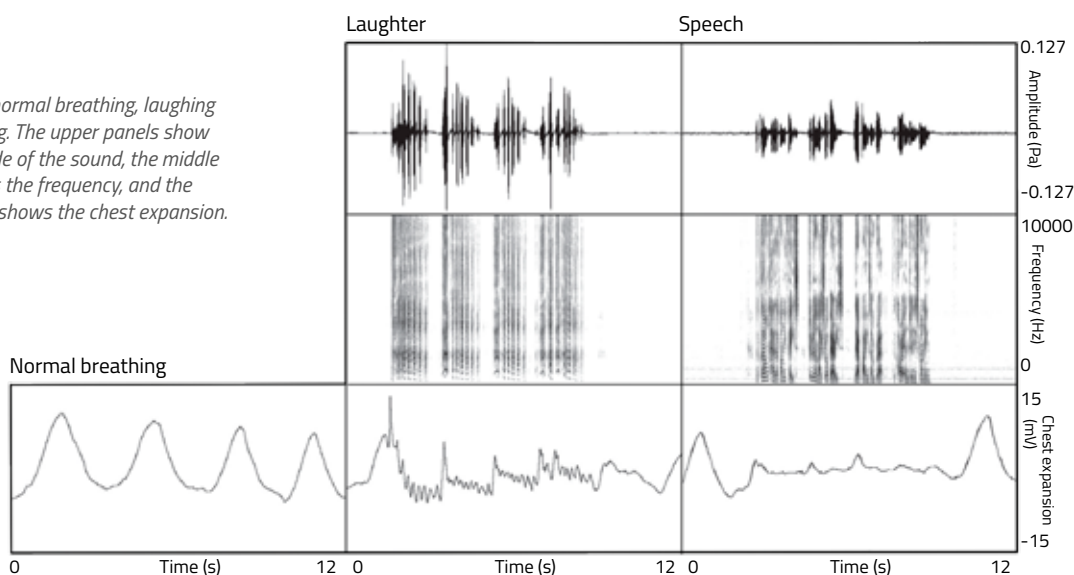 Laughter
Speech
0.127
Amplitude (Pa)
-0.127
normal breathing, laughing
g. The upper panels show
e of the sound, the middle
the frequency, and the
shows the chest expansion.
10000
Frequency (Hz)
0
Normal breathing
15
Chest expansion
(mV)
-15
0
Time (s)
12
0
Time (s)
12
0
Time (s)
12